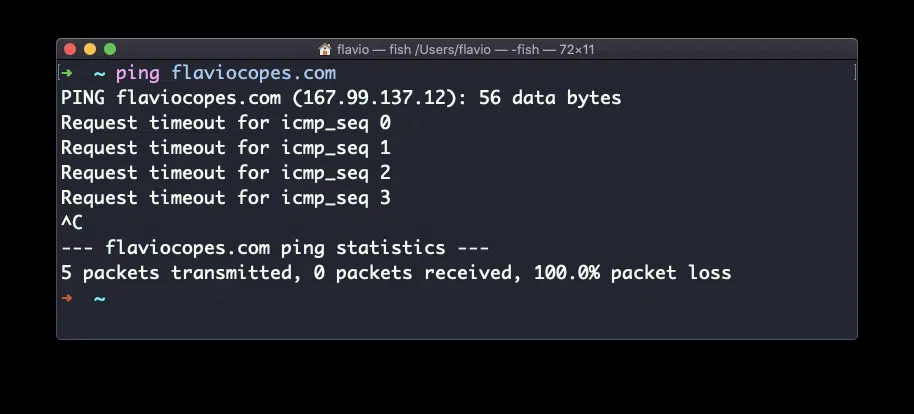 flavio — fish /Users/flavio — -fish — 72×11
➜  ~ ping flaviocopes.com
PING flaviocopes.com (167.99.137.12): 56 data bytes
Request timeout for icmp_seq 0
Request timeout for icmp_seq 1
Request timeout for icmp_seq 2
Request timeout for icmp_seq 3
^C
--- flaviocopes.com ping statistics ---
5 packets transmitted, 0 packets received, 100.0% packet loss
➜  ~